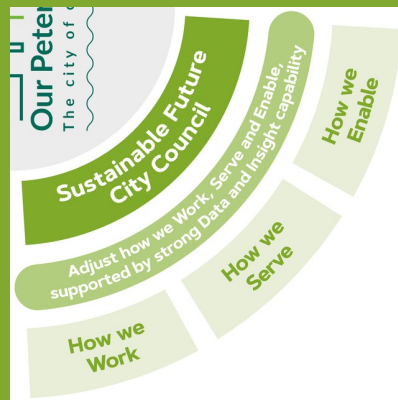 Our
The city of
Sustainable Future
City Council
Adjust how we Work, Serve and Enable,
supported by strong Data and Insight capability
How we
Work
How we
Serve
How we
Enable